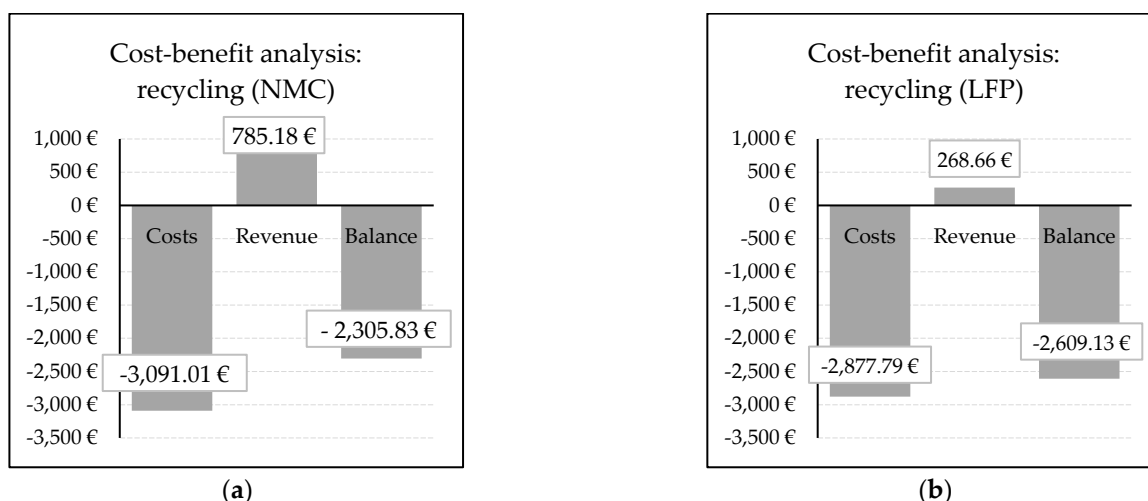 Cost-benefit analysis:
recycling (NMC)
1,000 €
500 €
0 €
-500 €
-1,000 €
-1,500 €
-2,000 €
-2,500 €
-3,000 €
-3,500 €
785.18 €
Costs Revenue Balance
- 2,305.83 €
-3,091.01 €
(a)
Cost-benefit analysis:
recycling (LFP)
1,000 €
500 €
0 €
-500 €
-1,000 €
-1,500 €
-2,000 €
-2,500 €
-3,000 €
-3,500 €
268.66 €
Costs Revenue Balance
-2,609.13 €
-2,877.79 €
(b)